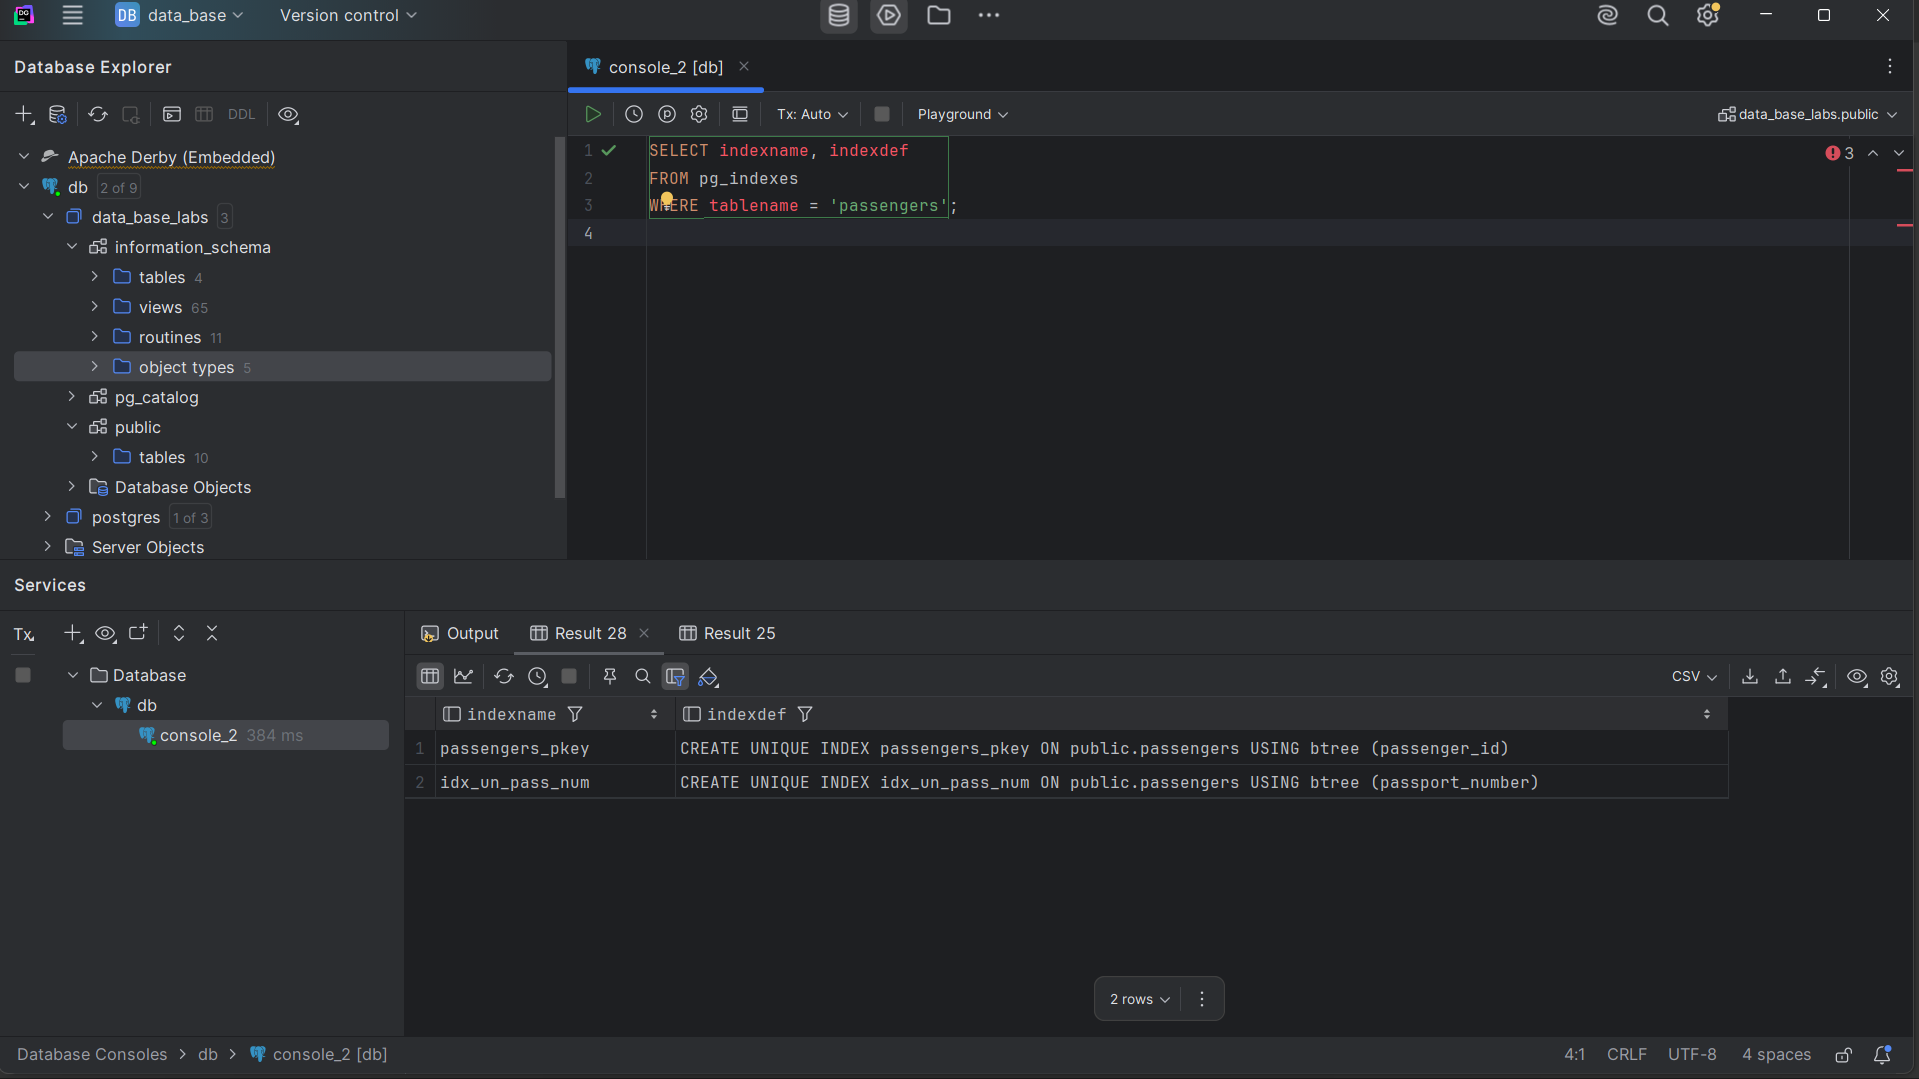 DG
DB data_base
Version control
Database Explorer
DDL
Apache Derby (Embedded)
db 2 of 9
data_base_labs 3
information_schema
tables 4
views 65
routines 11
object types 5
pg_catalog
public
tables 10
Database Objects
postgres 1 of 3
Server Objects
console_2 [db]
Tx: Auto
Playground
data_base_labs.public
1 SELECT indexname, indexdef
2 FROM pg_indexes
3 WHERE tablename = 'passengers';
4
3
Services
Tx
Database
db
console_2 384 ms
Output
Result 28
Result 25
CSV
indexname indexdef
1 passengers_pkey CREATE UNIQUE INDEX passengers_pkey ON public.passengers USING btree (passenger_id)
2 idx_un_pass_num CREATE UNIQUE INDEX idx_un_pass_num ON public.passengers USING btree (passport_number)
2 rows
Database Consoles > db > console_2 [db]
4:1 CRLF UTF-8 4 spaces